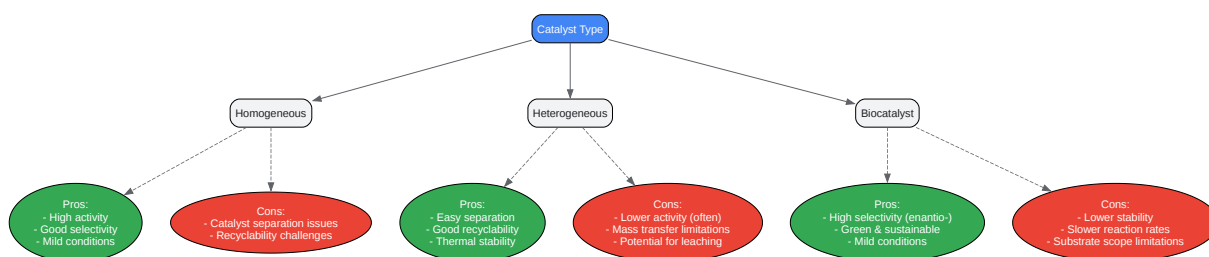 Catalyst Type
Homogeneous
Heterogeneous
Biocatalyst
Pros:
- High activity
- Good selectivity
- Mild conditions
Cons:
- Catalyst separation issues
- Recyclability challenges
Pros:
- Easy separation
- Good recyclability
- Thermal stability
Cons:
- Lower activity (often)
- Mass transfer limitations
- Potential for leaching
Pros:
- High selectivity (enantio-)
- Green & sustainable
- Mild conditions
Cons:
- Lower stability
- Slower reaction rates
- Substrate scope limitations